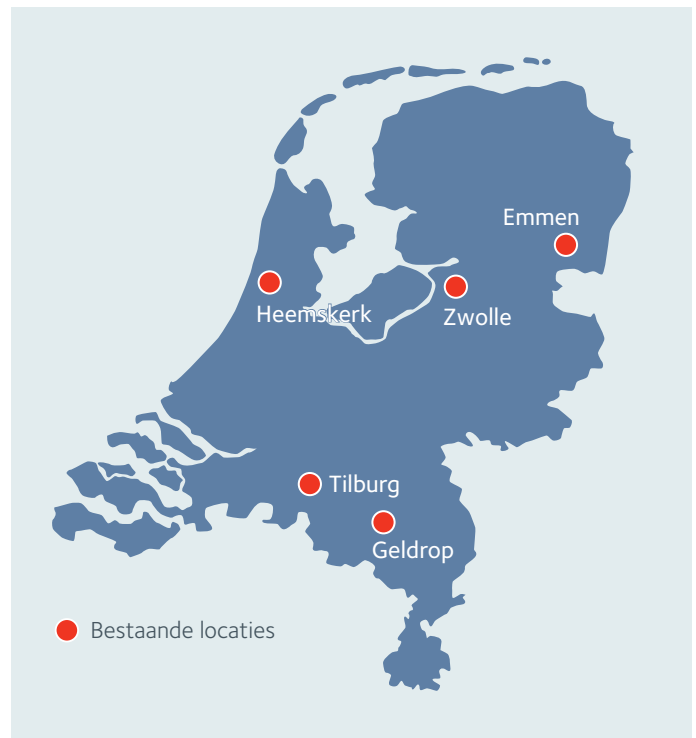 Emmen
Heemskerk
Zwolle
Tilburg
Geldrop
Bestaande locaties